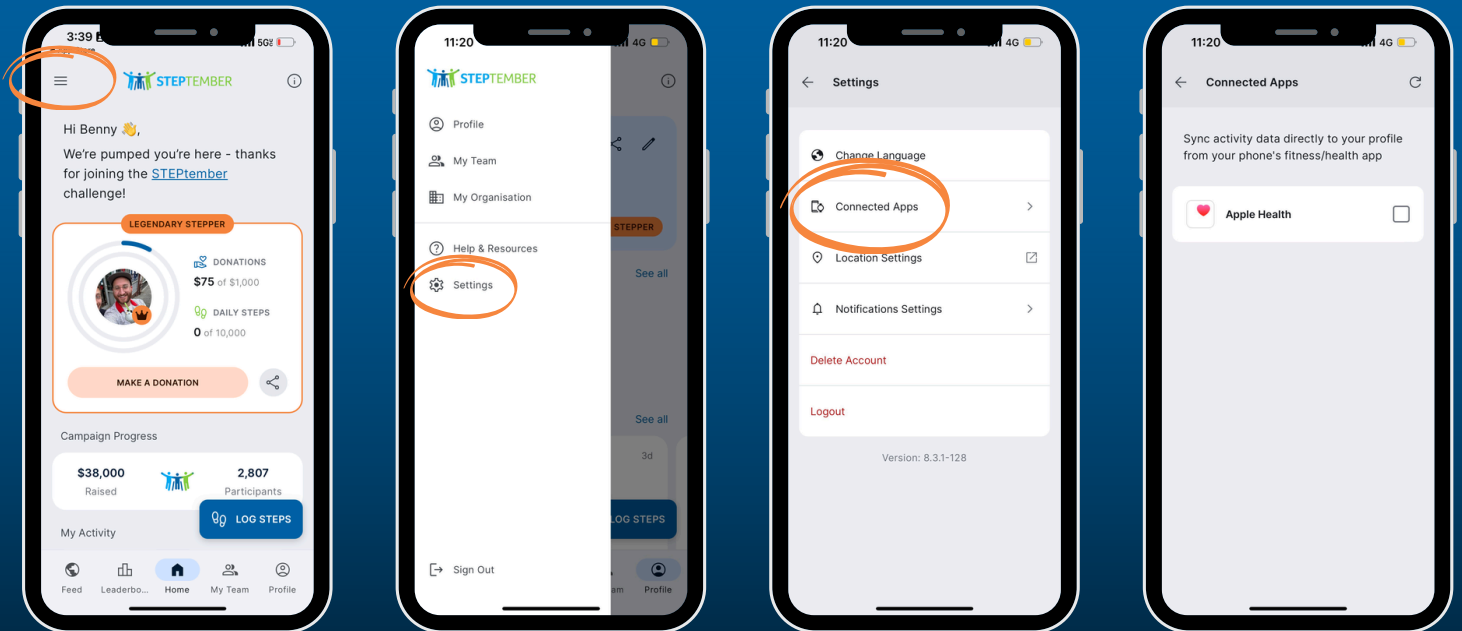 3:39
5G
STEPTEMBER
Hi Benny 👋,
We're pumped you're here - thanks
for joining the STEPtember
challenge!
LEGENDARY STEPPER
DONATIONS
$75 of $1,000
DAILY STEPS
0 of 10,000
MAKE A DONATION
Campaign Progress
$38,000
Raised
2,807
Participants
LOG STEPS
My Activity
Feed
Leaderbo...
Home
My Team
Profile
11:20
4G
STEPTEMBER
Profile
My Team
My Organisation
STEPPER
Help & Resources
See all
Settings
See all
3d
LOG STEPS
Sign Out
am
Profile
11:20
4G
Settings
Change Language
Connected Apps
Location Settings
Notifications Settings
Delete Account
Logout
Version: 8.3.1-128
11:20
4G
Connected Apps
Sync activity data directly to your profile
from your phone's fitness/health app
Apple Health